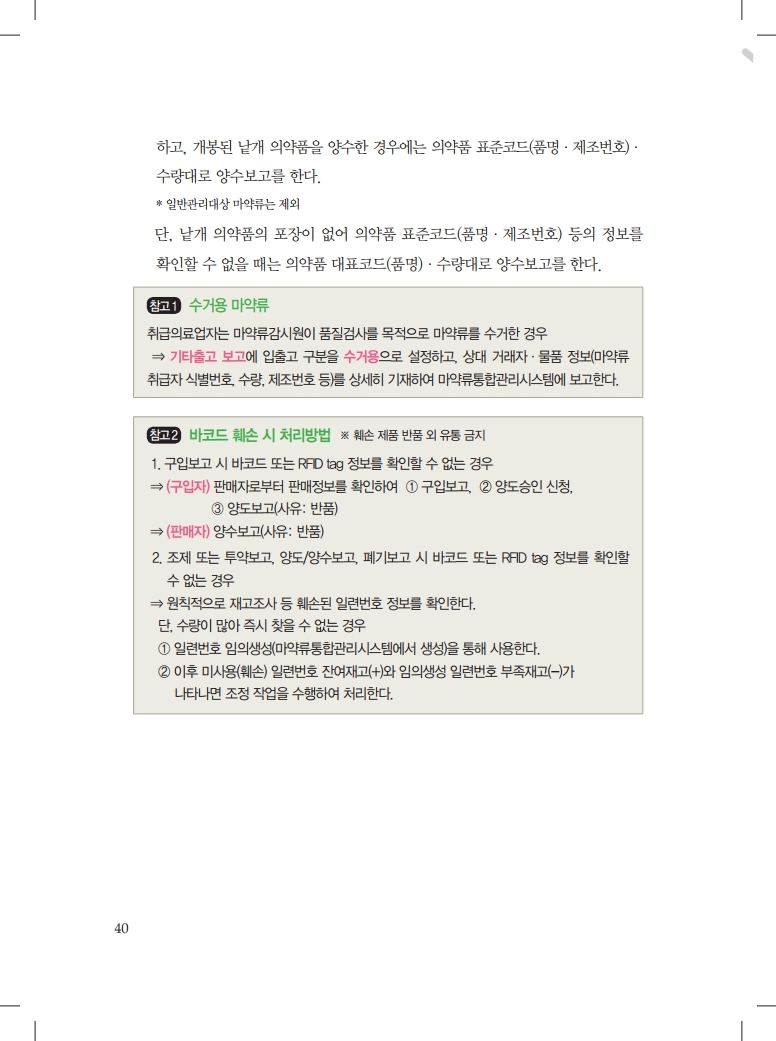 하고, 개봉된 낱개 의약품을 양수한 경우에는 의약품 표준코드(품명 · 제조번호) ·
수량대로 양수보고를 한다.
* 일반관리대상 마약류는 제외
단, 낱개 의약품의 포장이 없어 의약품 표준코드(품명 · 제조번호) 등의 정보를
확인할 수 없을 때는 의약품 대표코드(품명) · 수량대로 양수보고를 한다.
참고1 수거용 마약류
취급의료업자는 마약류감시원이 품질검사를 목적으로 마약류를 수거한 경우
⇒ 기타출고 보고에 입출고 구분을 수거용으로 설정하고, 상대 거래자 · 물품 정보(마약류
취급자 식별번호, 수량, 제조번호 등)를 상세히 기재하여 마약류통합관리시스템에 보고한다.
참고2 바코드 훼손 시 처리방법 ※ 훼손 제품 반품 외 유통 금지
1. 구입보고 시 바코드 또는 RFID tag 정보를 확인할 수 없는 경우
⇒ (구입자) 판매자로부터 판매정보를 확인하여 ① 구입보고, ② 양도승인 신청,
③ 양도보고(사유: 반품)
⇒ (판매자) 양수보고(사유: 반품)
2. 조제 또는 투약보고, 양도/양수보고, 폐기보고 시 바코드 또는 RFID tag 정보를 확인할
수 없는 경우
⇒ 원칙적으로 재고조사 등 훼손된 일련번호 정보를 확인한다.
단, 수량이 많아 즉시 찾을 수 없는 경우
① 일련번호 임의생성(마약류통합관리시스템에서 생성)을 통해 사용한다.
② 이후 미사용(훼손) 일련번호 잔여재고(+)와 임의생성 일련번호 부족재고(-)가
나타나면 조정 작업을 수행하여 처리한다.
40